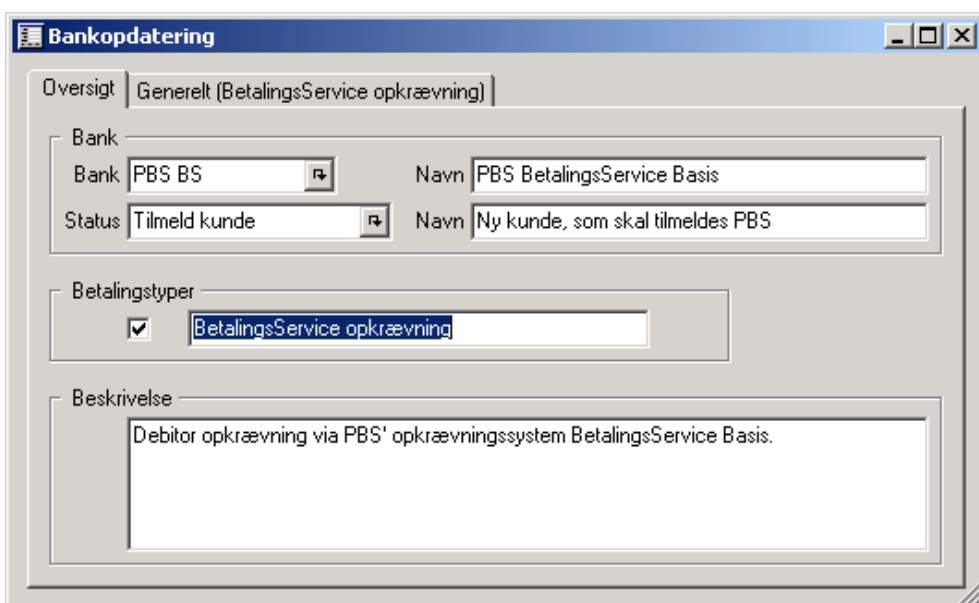 Bankopdatering
Oversigt Generelt (BetalingsService opkrævning)
Bank
Bank PBS BS Navn PBS BetalingsService Basis
Status Tilmeld kunde Navn Ny kunde, som skal tilmeldes PBS
Betalingstyper
BetalingsService opkrævning
Beskrivelse
Debitor opkrævning via PBS' opkrævningssystem BetalingsService Basis.